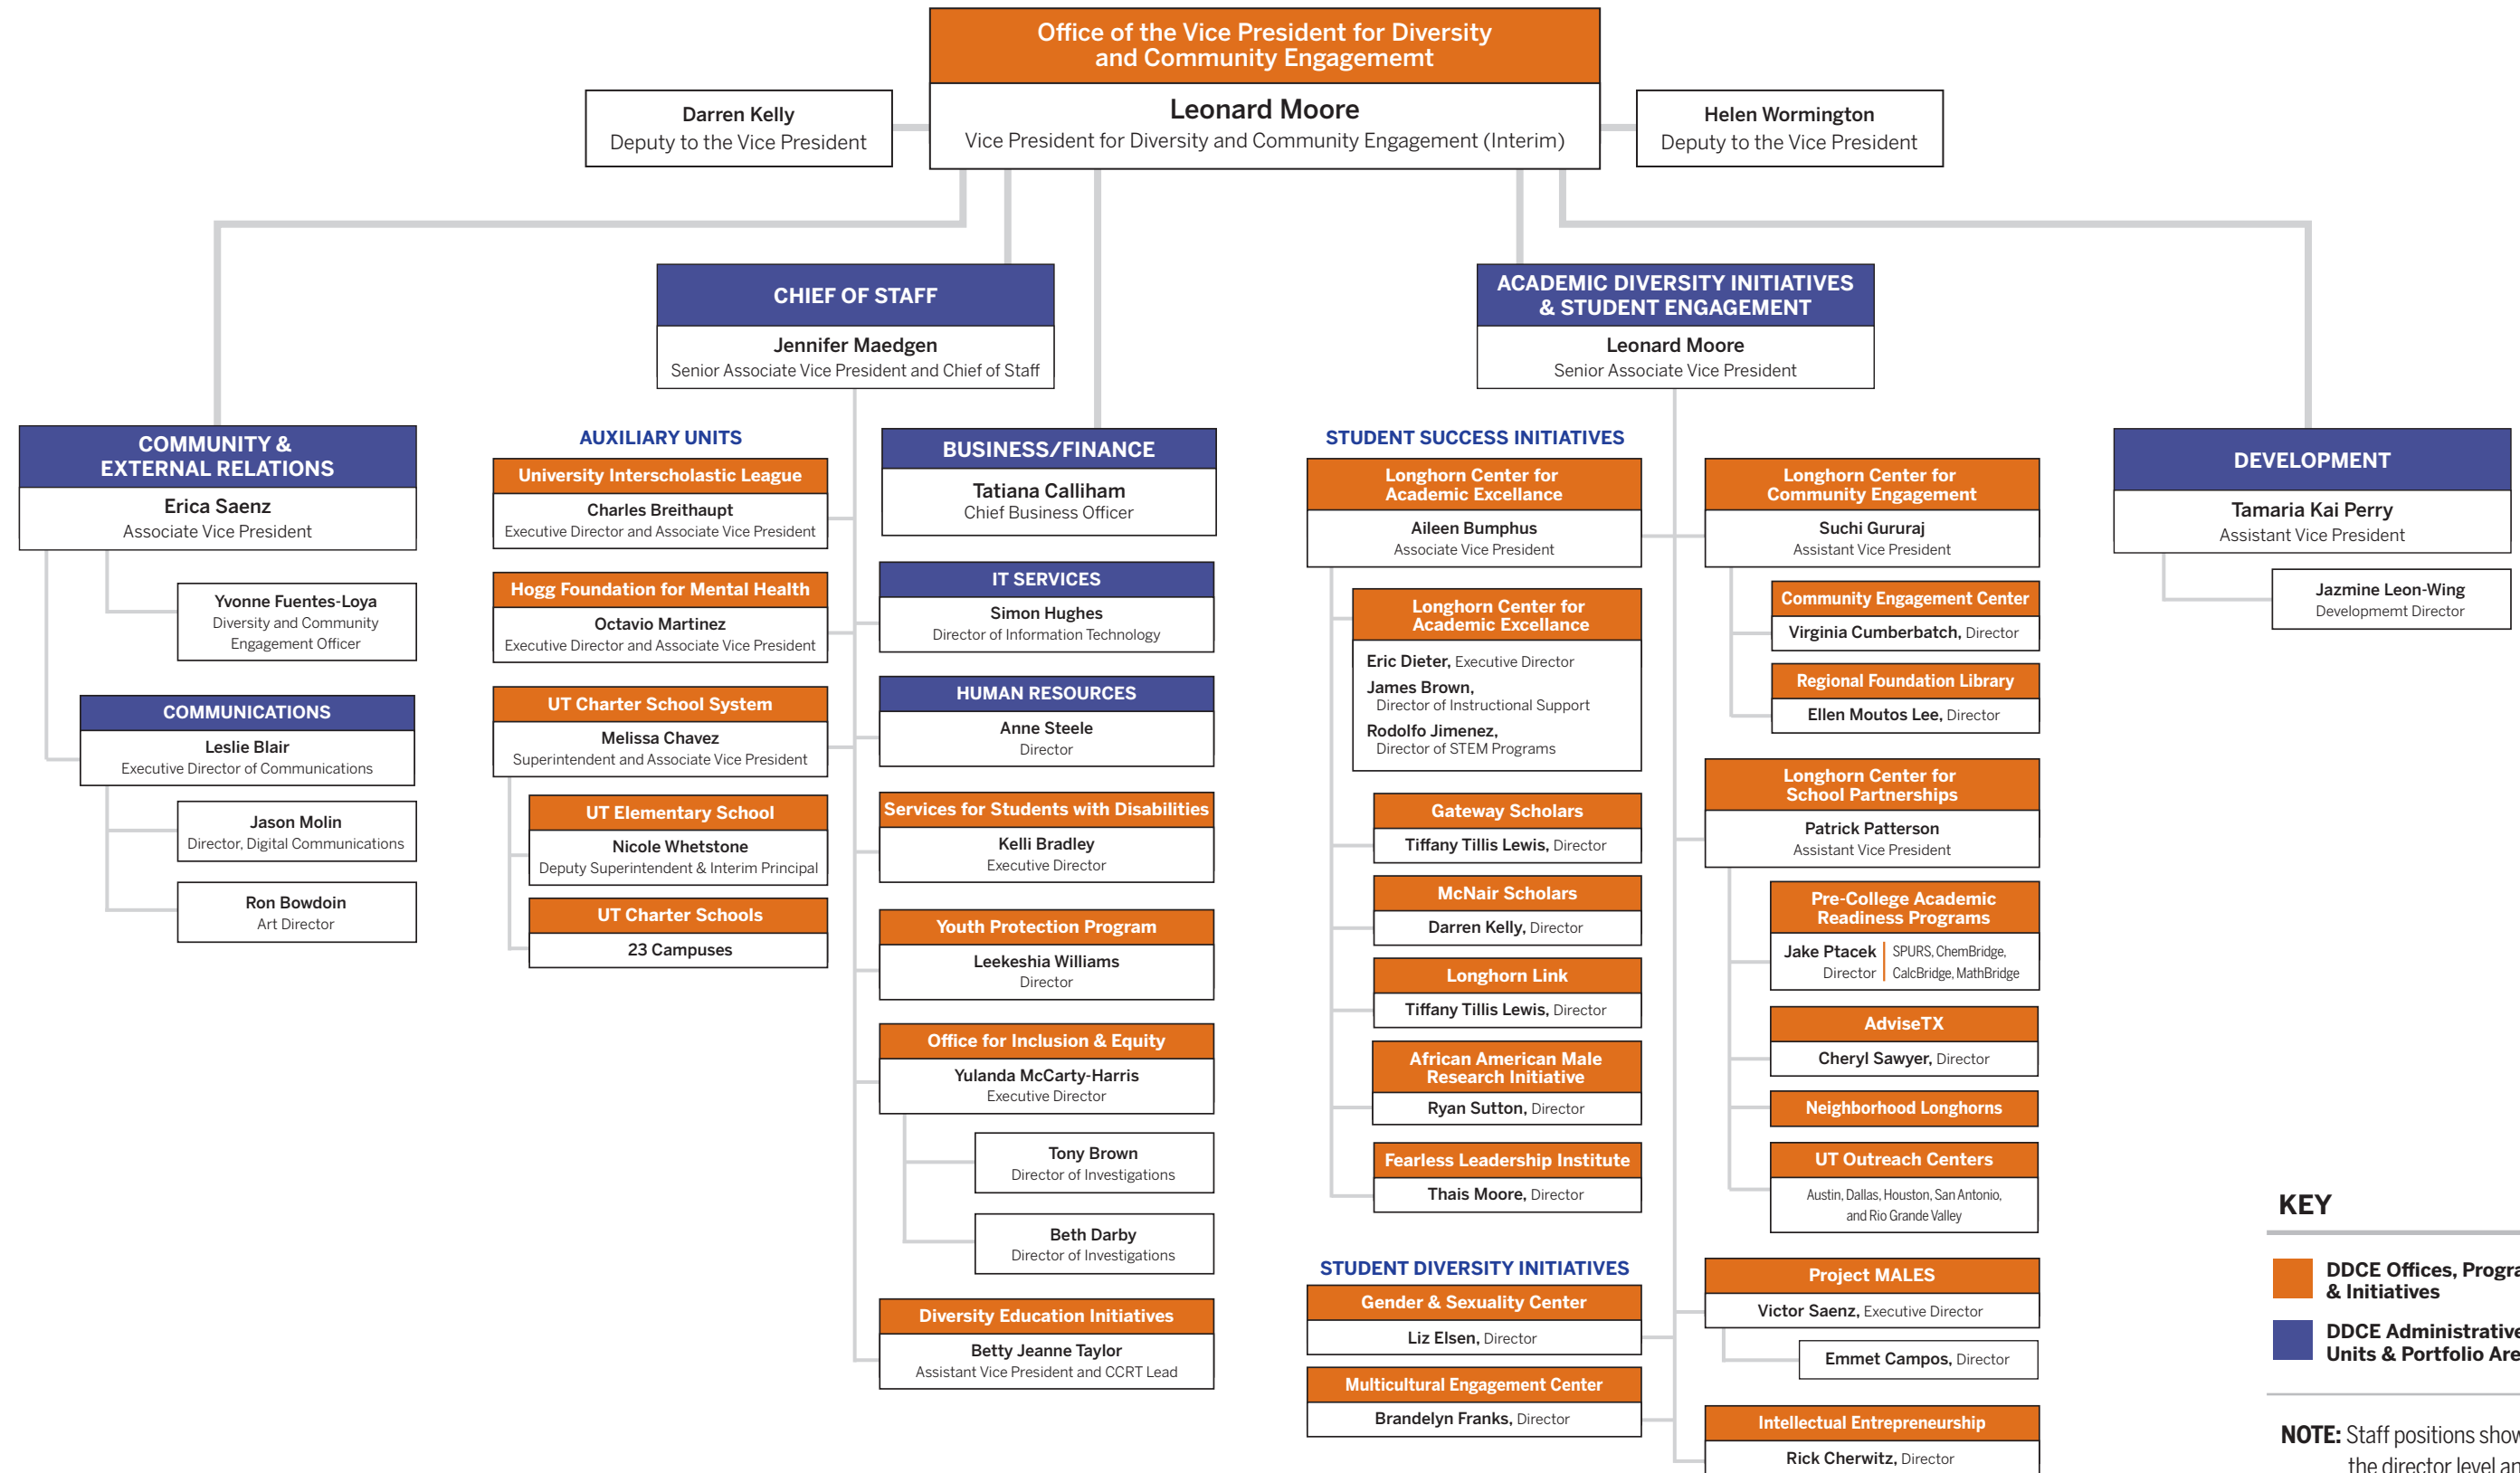 Office of the Vice President for Diversity
and Community Engagememt
Leonard Moore
Vice President for Diversity and Community Engagement (Interim)
Darren Kelly
Deputy to the Vice President
Helen Wormington
Deputy to the Vice President
CHIEF OF STAFF
Jennifer Maedgen
Senior Associate Vice President and Chief of Staff
ACADEMIC DIVERSITY INITIATIVES
& STUDENT ENGAGEMENT
Leonard Moore
Senior Associate Vice President
COMMUNITY &
EXTERNAL RELATIONS
Erica Saenz
Associate Vice President
Yvonne Fuentes-Loya
Diversity and Community
Engagement Officer
COMMUNICATIONS
Leslie Blair
Executive Director of Communications
Jason Molin
Director, Digital Communications
Ron Bowdoin
Art Director
AUXILIARY UNITS
University Interscholastic League
Charles Breithaupt
Executive Director and Associate Vice President
Hogg Foundation for Mental Health
Octavio Martinez
Executive Director and Associate Vice President
UT Charter School System
Melissa Chavez
Superintendent and Associate Vice President
UT Elementary School
Nicole Whetstone
Deputy Superintendent & Interim Principal
UT Charter Schools
23 Campuses
BUSINESS/FINANCE
Tatiana Calliham
Chief Business Officer
IT SERVICES
Simon Hughes
Director of Information Technology
HUMAN RESOURCES
Anne Steele
Director
Services for Students with Disabilities
Kelli Bradley
Executive Director
Youth Protection Program
Leekeshia Williams
Director
Office for Inclusion & Equity
Yulanda McCarty-Harris
Executive Director
Tony Brown
Director of Investigations
Beth Darby
Director of Investigations
Diversity Education Initiatives
Betty Jeanne Taylor
Assistant Vice President and CCRT Lead
STUDENT SUCCESS INITIATIVES
Longhorn Center for
Academic Excellance
Aileen Bumphus
Associate Vice President
Longhorn Center for
Academic Excellance
Eric Dieter, Executive Director
James Brown,
Director of Instructional Support
Rodolfo Jimenez,
Director of STEM Programs
Gateway Scholars
Tiffany Tillis Lewis, Director
McNair Scholars
Darren Kelly, Director
Longhorn Link
Tiffany Tillis Lewis, Director
African American Male
Research Initiative
Ryan Sutton, Director
Fearless Leadership Institute
Thais Moore, Director
STUDENT DIVERSITY INITIATIVES
Gender & Sexuality Center
Liz Elsen, Director
Multicultural Engagement Center
Brandelyn Franks, Director
Longhorn Center for
Community Engagement
Suchi Gururaj
Assistant Vice President
Community Engagement Center
Virginia Cumberbatch, Director
Regional Foundation Library
Ellen Moutos Lee, Director
Longhorn Center for
School Partnerships
Patrick Patterson
Assistant Vice President
Pre-College Academic
Readiness Programs
Jake Ptacek SPURS, ChemBridge,
Director CalcBridge, MathBridge
AdviseTX
Cheryl Sawyer, Director
Neighborhood Longhorns
UT Outreach Centers
Austin, Dallas, Houston, San Antonio,
and Rio Grande Valley
Project MALES
Victor Saenz, Executive Director
Emmet Campos, Director
Intellectual Entrepreneurship
Rick Cherwitz, Director
DEVELOPMENT
Tamaria Kai Perry
Assistant Vice President
Jazmine Leon-Wing
Developmemt Director
KEY
DDCE Offices,
& Initiatives
DDCE Administrative
Units & Portfolio
NOTE: Staff positions
the director level